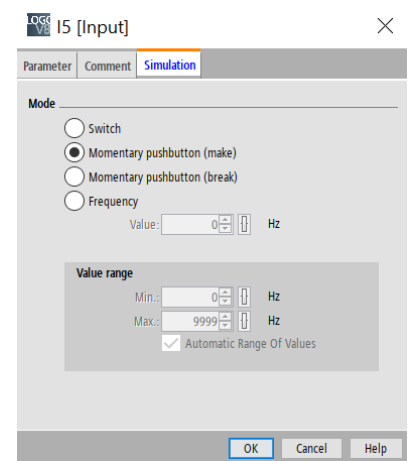 LOGO V8 I5 [Input]
Parameter Comment Simulation
Mode
Switch
Momentary pushbutton (make)
Momentary pushbutton (break)
Frequency
Value: 0 Hz
Value range
Min.: 0 Hz
Max.: 9999 Hz
Automatic Range Of Values
OK Cancel Help